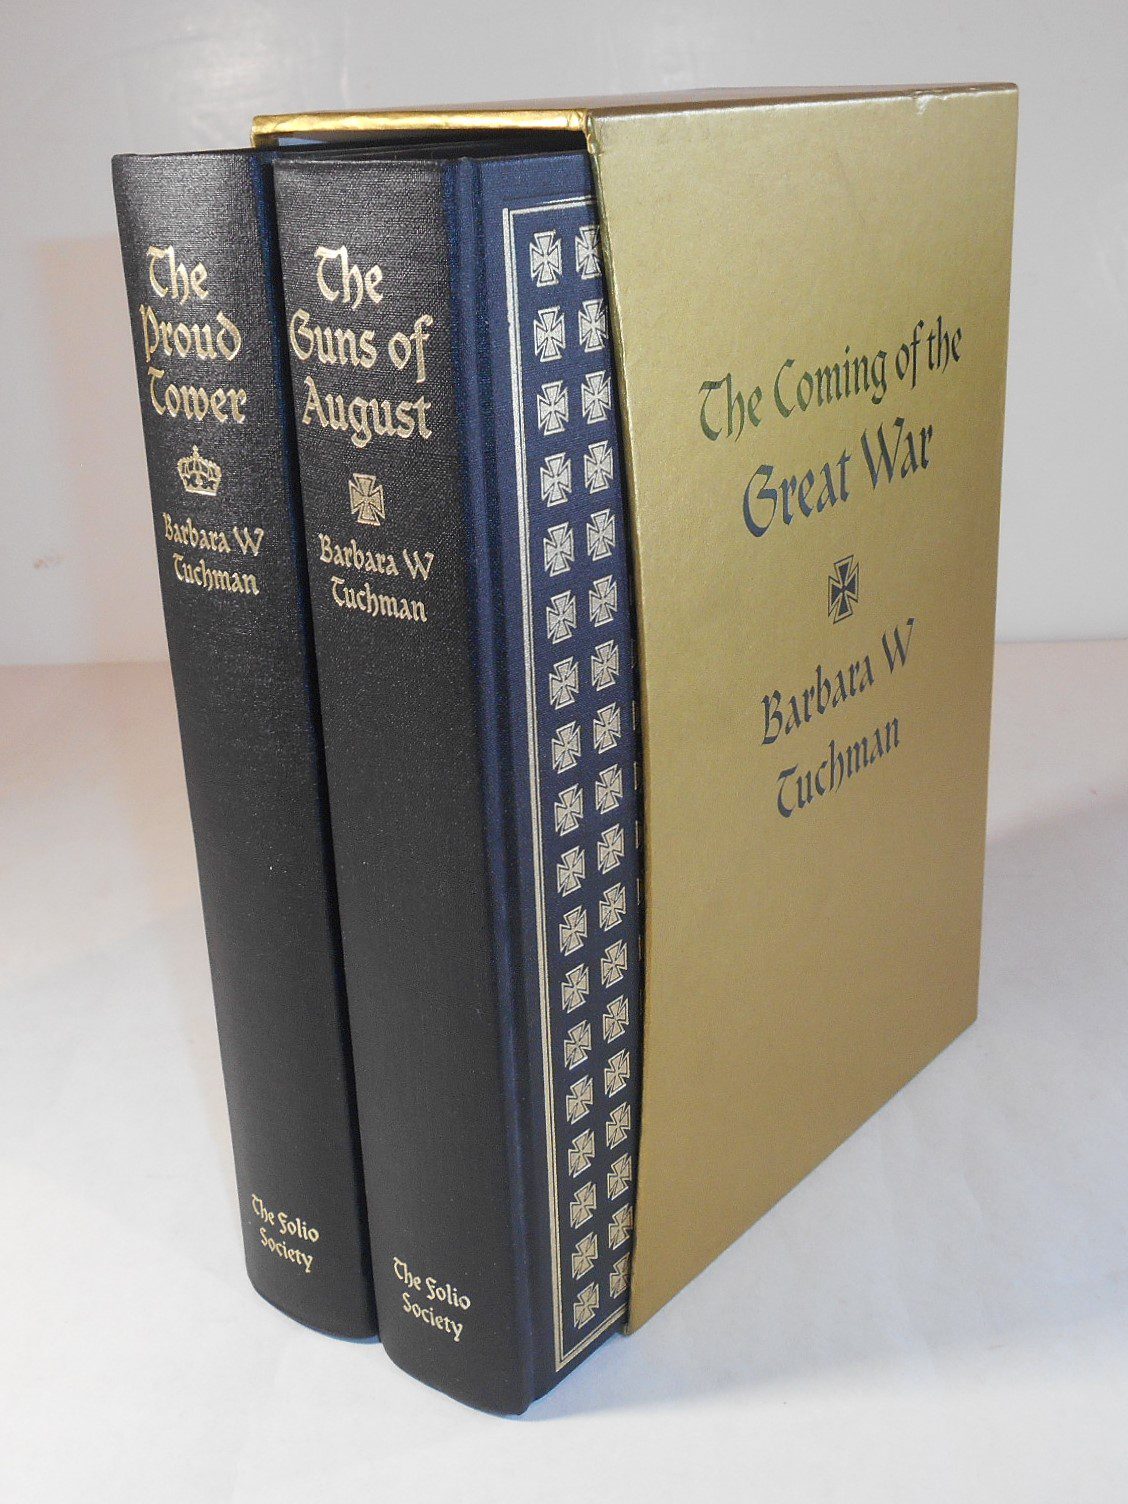 The
Proud
Tower
Barbara W
Tuchman
The Folio
Society
The
Guns of
August
Barbara W
Tuchman
The Folio
Society
The Coming of the
Great War
Barbara W
Tuchman